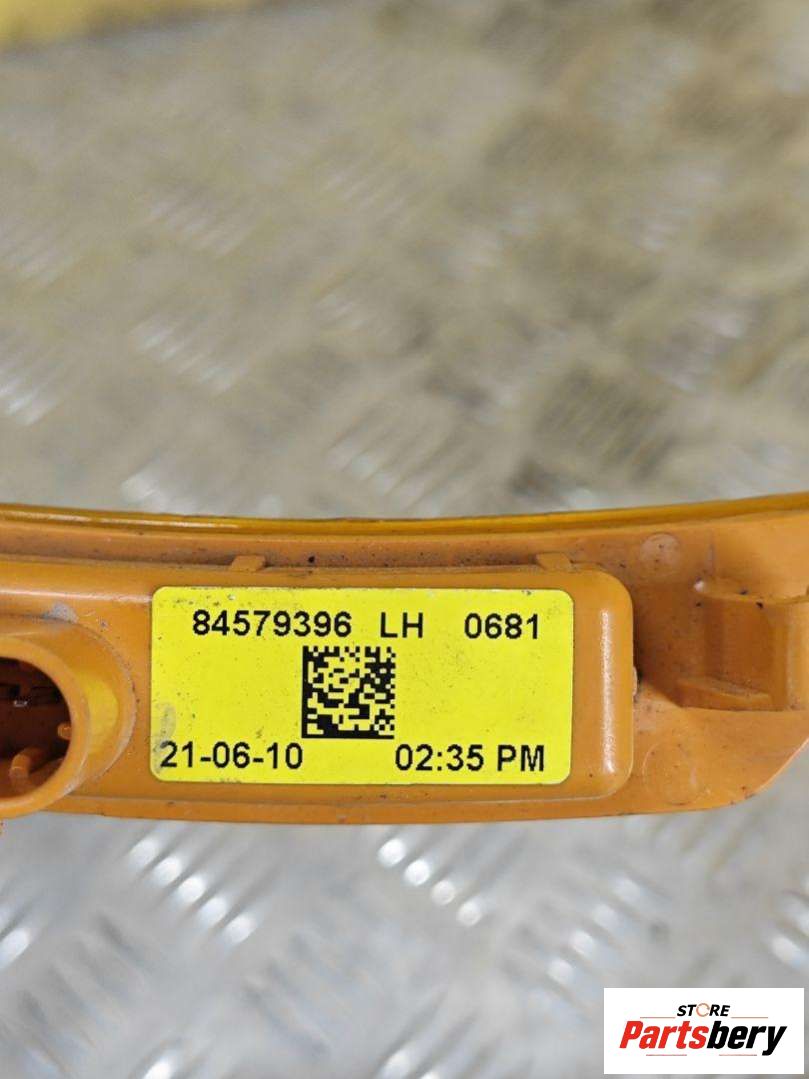 84579396 LH 0681
21-06-10 02:35 PM
STORE
Partsbery